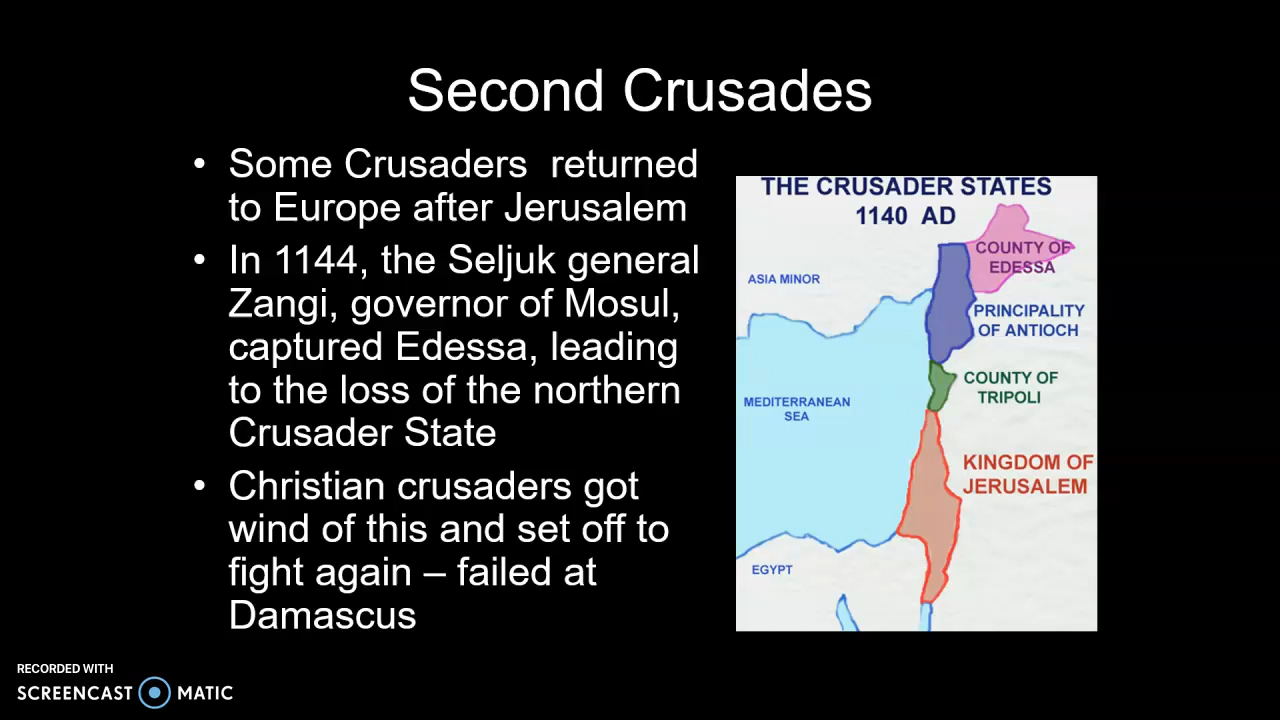 Second Crusades
• Some Crusaders  returned
to Europe after Jerusalem
• In 1144, the Seljuk general
Zangi, governor of Mosul,
captured Edessa, leading
to the loss of the northern
Crusader State
• Christian crusaders got
wind of this and set off to
fight again – failed at
Damascus
THE CRUSADER STATES
1140 AD
COUNTY OF
EDESSA
ASIA MINOR
PRINCIPALITY
OF ANTIOCH
COUNTY OF
TRIPOLI
MEDITERRANEAN
SEA
KINGDOM OF
JERUSALEM
EGYPT
RECORDED WITH
SCREENCAST MATIC